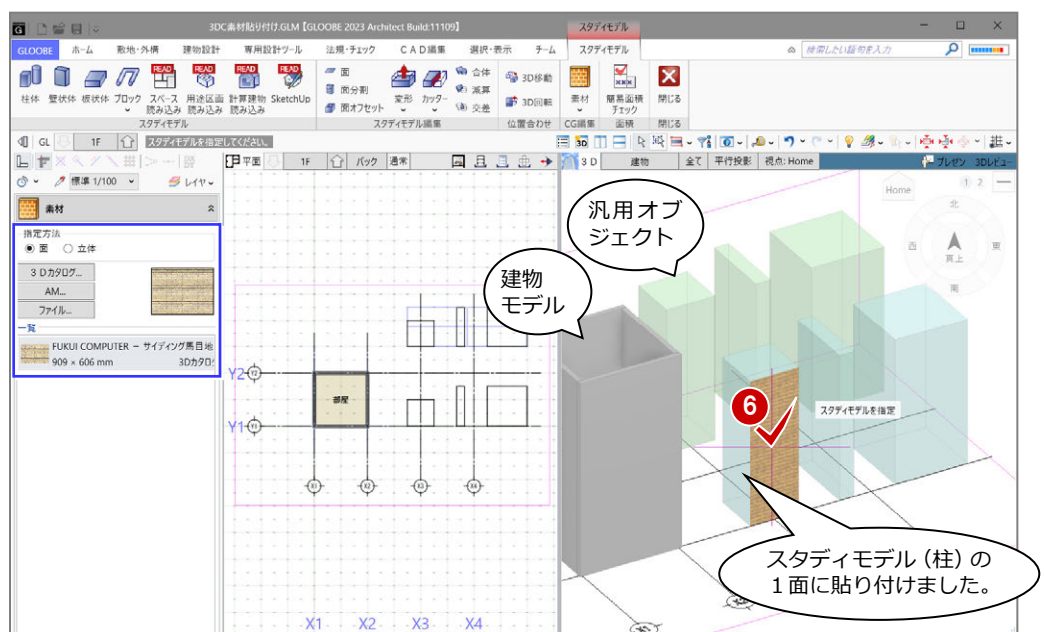 3DC素材貼り付け.GLM【GLOOBE 2023 Architect Build:11109】
スタディモデル
GLOOBE ホーム 敷地・外構 建物設計 専用設計ツール 法規・チェック CAD編集 選択・表示 チーム スタディモデル
検索したい語句を入力
READ READ READ READ
面 合体
面分割 3D移動 減算
面オフセット 3D回転 交差
柱体 壁状体 板状体 ブロック スペース 読み込み 用途区画 読み込み 計算建物 読み込み SketchUp 変形 カッター 素材 簡易面積 チェック 閉じる
スタディモデル スタディモデル編集 位置合わせ CG編集 面積 閉じる
GL 1F スタディモデルを指定してください。
平面 1F バック 通常 3D 建物 全て 平行投影 視点: Home プレゼン 3Dビュー
標準 1/100 レイヤ
素材
指定方法
面 立体
3Dカタログ...
AM...
ファイル...
一覧
FUKUI COMPUTER − サイディング馬目地
909 × 606 mm 3Dカタログ
Y2 Y2
部屋
Y1 Y1
X1 X2 X3 X4
X1 X2 X3 X4
汎用オブ
ジェクト
建物
モデル
Home
1 2
北
西 真上 東
南
6
スタディモデルを指定
スタディモデル（柱）の
１面に貼り付けました。